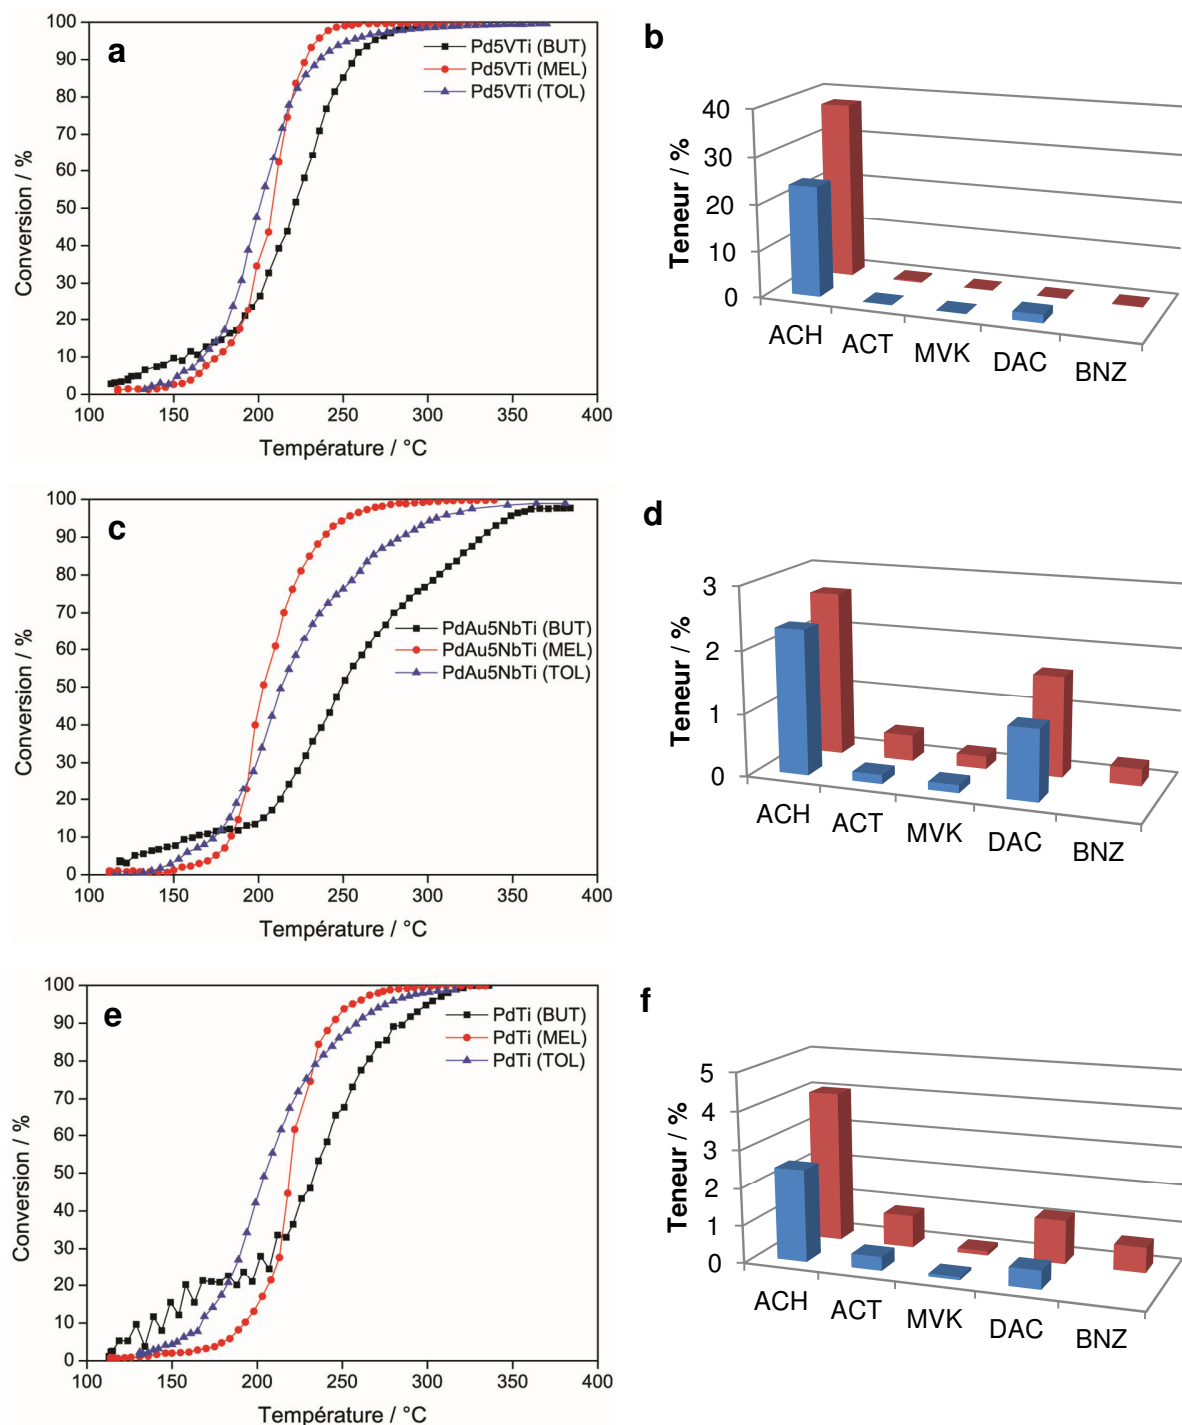 a
Pd5VTi (BUT)
Pd5VTi (MEL)
Pd5VTi (TOL)
100
90
80
70
60
50
40
30
20
10
0
Conversion / %
100 150 200 250 300 350 400
Température / °C
b
40
30
20
10
0
Teneur / %
ACH ACT MVK DAC BNZ
c
PdAu5NbTi (BUT)
PdAu5NbTi (MEL)
PdAu5NbTi (TOL)
100
90
80
70
60
50
40
30
20
10
0
Conversion / %
100 150 200 250 300 350 400
Température / °C
d
3
2
1
0
Teneur / %
ACH ACT MVK DAC BNZ
e
PdTi (BUT)
PdTi (MEL)
PdTi (TOL)
100
90
80
70
60
50
40
30
20
10
0
Conversion / %
100 150 200 250 300 350 400
Température / °C
f
5
4
3
2
1
0
Teneur / %
ACH ACT MVK DAC BNZ